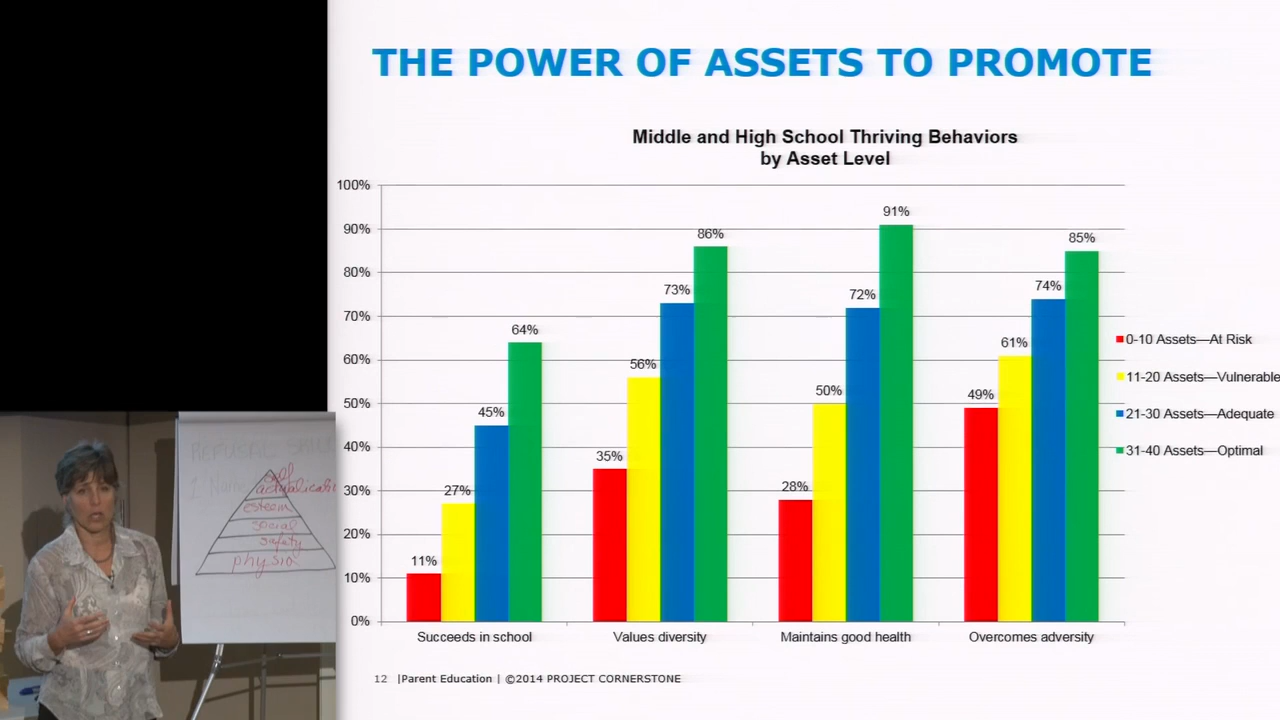 THE POWER OF ASSETS TO PROMOTE
Middle and High School Thriving Behaviors
by Asset Level
100%
90%
80%
70%
60%
50%
40%
30%
20%
10%
0%
11%
27%
45%
64%
35%
56%
73%
86%
28%
50%
72%
91%
49%
61%
74%
85%
Succeeds in school
Values diversity
Maintains good health
Overcomes adversity
0-10 Assets—At Risk
11-20 Assets—Vulnerable
21-30 Assets—Adequate
31-40 Assets—Optimal
12 |Parent Education | ©2014 PROJECT CORNERSTONE
REFUSAL
self
esteem
social
safety
physio